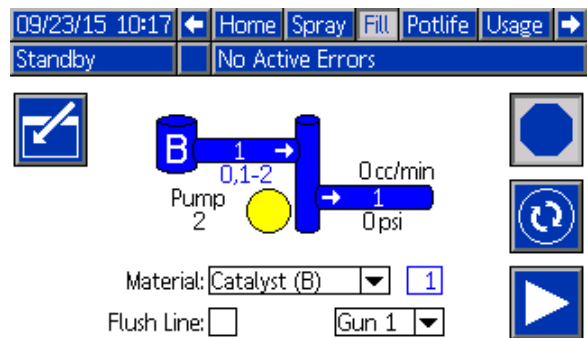 09/23/15 10:17 Home Spray Fill Potlife Usage
Standby No Active Errors
B 1
0,1-2
Pump
2
0 cc/min
1
0 psi
Material: Catalyst (B) 1
Flush Line: Gun 1